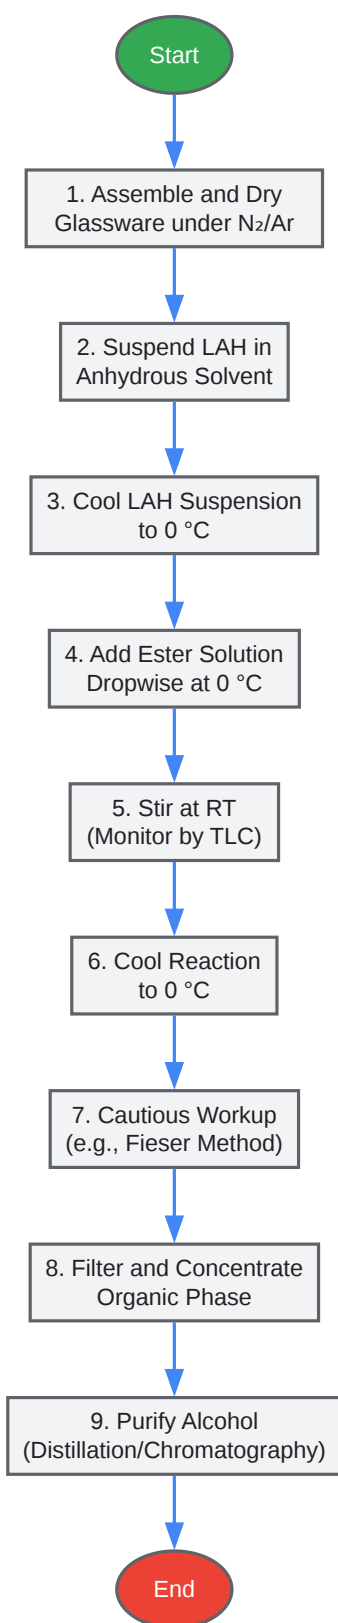 Start
1. Assemble and Dry
Glassware under N₂/Ar
2. Suspend LAH in
Anhydrous Solvent
3. Cool LAH Suspension
to 0 °C
4. Add Ester Solution
Dropwise at 0 °C
5. Stir at RT
(Monitor by TLC)
6. Cool Reaction
to 0 °C
7. Cautious Workup
(e.g., Fieser Method)
8. Filter and Concentrate
Organic Phase
9. Purify Alcohol
(Distillation/Chromatography)
End